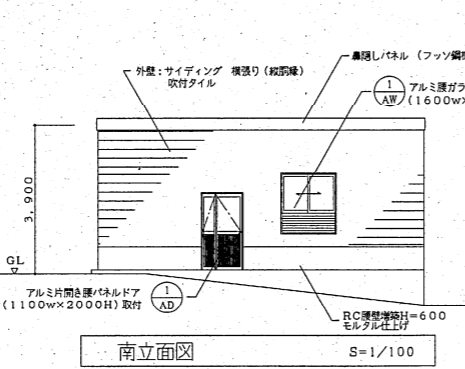 鼻隠しパネル (フッソ鋼
外壁:サイディング 横張り(縦胴縁)
吹付タイル
1
AW
アルミ腰ガラ
(1600w×
3,900
GL
アルミ片開き腰パネルドア
(1100w×2000H) 取付
1
AD
RC腰壁増築H=600
モルタル仕上げ
南立面図 S=1/100